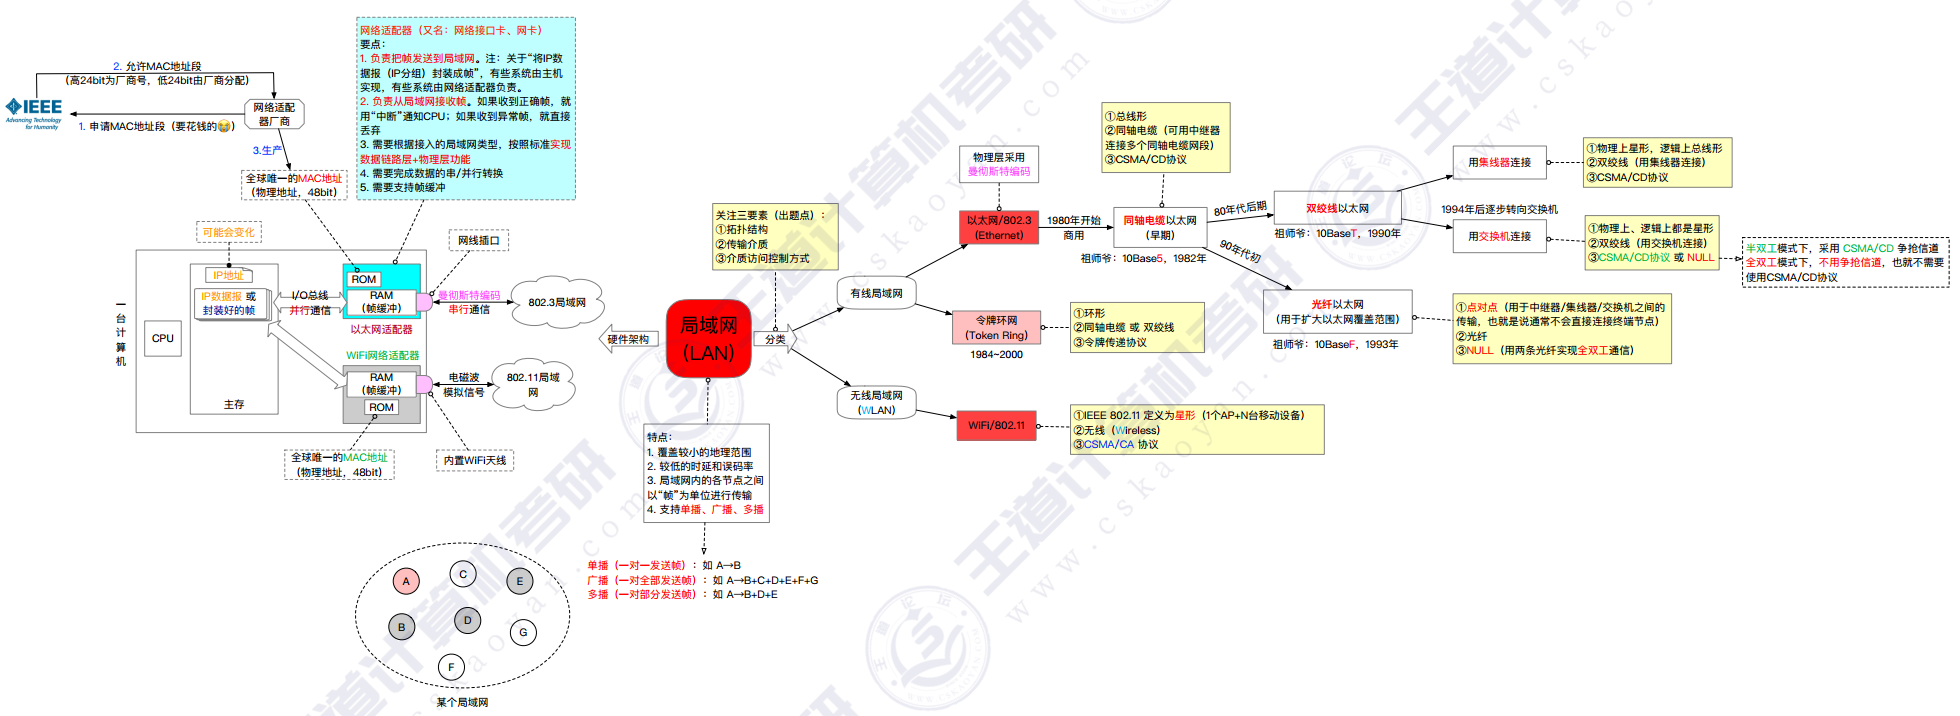 2. 允许MAC地址段
(高24bit为厂商号，低24bit由厂商分配)
IEEE
Advancing Technology
for Humanity
网络适配
器厂商
1. 申请MAC地址段（要花钱的😭）
3.生产
全球唯一的MAC地址
(物理地址，48bit)
网络适配器（又名：网络接口卡、网卡）
要点：
1. 负责把帧发送到局域网。注：关于“将IP数
据报（IP分组）封装成帧”，有些系统由主机
实现，有些系统由网络适配器负责。
2. 负责从局域网接收帧。如果收到正确帧，就
用“中断”通知CPU；如果收到异常帧，就直接
丢弃
3. 需要根据接入的局域网类型，按照标准实现
数据链路层+物理层功能
4. 需要完成数据的串/并行转换
5. 需要支持帧缓冲
可能会变化
网线插口
一台计算机
CPU
IP地址
IP数据报 或
封装好的帧
主存
I/O总线
并行通信
ROM
RAM
(帧缓冲)
以太网适配器
曼彻斯特编码
串行通信
802.3局域网
WiFi网络适配器
RAM
(帧缓冲)
ROM
电磁波
模拟信号
802.11局域
网
全球唯一的MAC地址
(物理地址，48bit)
内置WiFi天线
硬件架构
局域网
(LAN)
分类
关注三要素（出题点）：
①拓扑结构
②传输介质
③介质访问控制方式
特点：
1. 覆盖较小的地理范围
2. 较低的时延和误码率
3. 局域网内的各节点之间
以“帧”为单位进行传输
4. 支持单播、广播、多播
单播（一对一发送帧）：如 A→B
广播（一对全部发送帧）：如 A→B+C+D+E+F+G
多播（一对部分发送帧）：如 A→B+D+E
A
C
E
B
D
G
F
某个局域网
有线局域网
无线局域网
(WLAN)
物理层采用
曼彻斯特编码
以太网/802.3
(Ethernet)
1980年开始
商用
①总线形
②同轴电缆（可用中继器
连接多个同轴电缆网段）
③CSMA/CD协议
同轴电缆以太网
(早期)
祖师爷：10Base5，1982年
80年代后期
双绞线以太网
祖师爷：10BaseT，1990年
用集线器连接
①物理上星形，逻辑上总线形
②双绞线（用集线器连接）
③CSMA/CD协议
1994年后逐步转向交换机
用交换机连接
①物理上、逻辑上都是星形
②双绞线（用交换机连接）
③CSMA/CD协议 或 NULL
半双工模式下，采用 CSMA/CD 争抢信道
全双工模式下，不用争抢信道，也就不需要
使用CSMA/CD协议
90年代初
光纤以太网
(用于扩大以太网覆盖范围)
祖师爷：10BaseF，1993年
①点对点（用于中继器/集线器/交换机之间的
传输，也就是说通常不会直接连接终端节点）
②光纤
③NULL（用两条光纤实现全双工通信）
令牌环网
(Token Ring)
1984~2000
①环形
②同轴电缆 或 双绞线
③令牌传递协议
WiFi/802.11
①IEEE 802.11 定义为星形（1个AP+N台移动设备）
②无线（Wireless）
③CSMA/CA 协议
王道计算机考研
www.cskaoyan.com